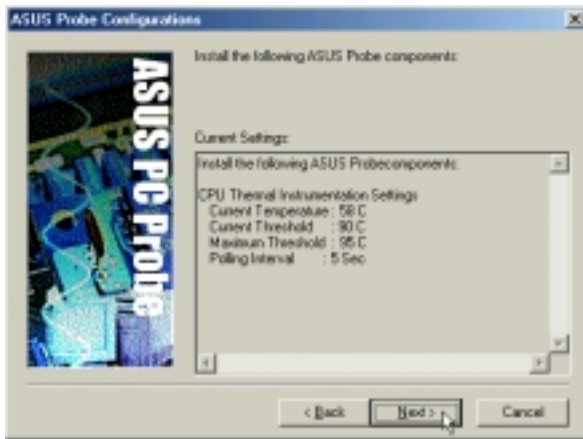 ASUS Probe Configurations
ASUS PC Probe
Install the following ASUS Probe components:
Current Settings:
Install the following ASUS Probecomponents:
CPU Thermal Instrumentation Settings
Current Temperature : 58 C
Current Threshold : 90 C
Maximum Threshold : 95 C
Polling Interval : 5 Sec
< Back
Next >
Cancel